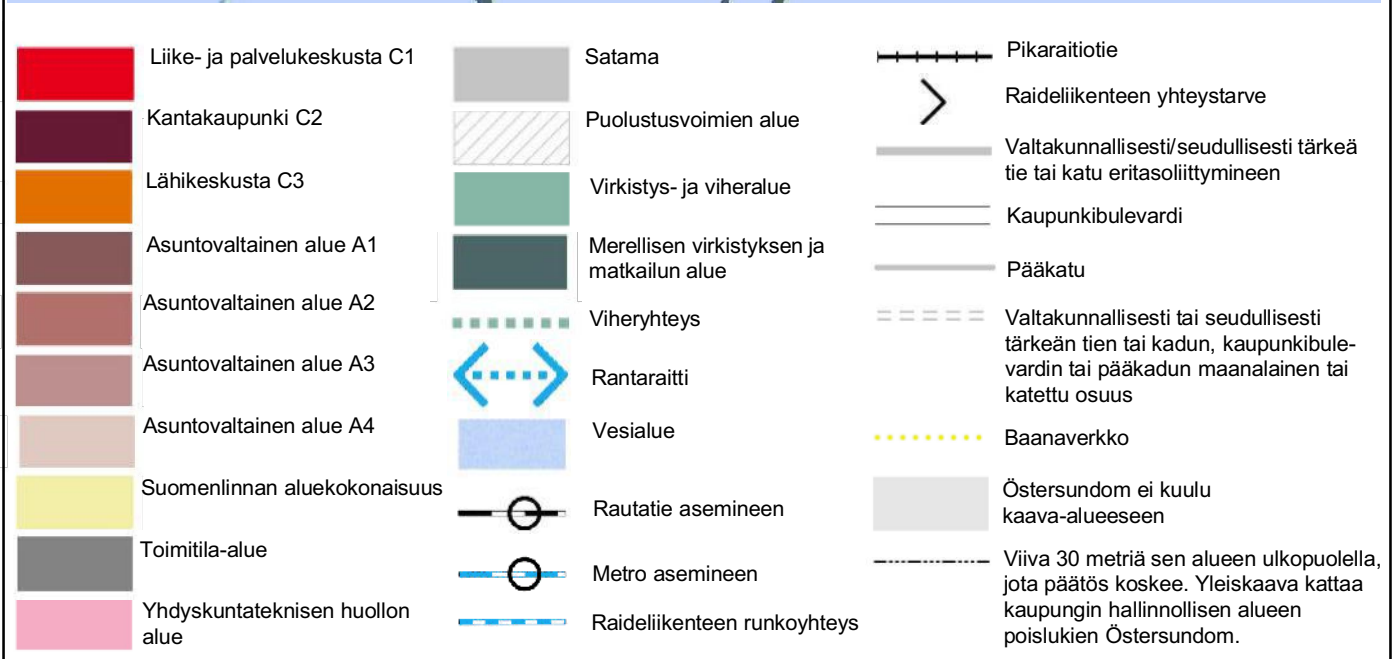 Liike- ja palvelukeskusta C1
Kantakaupunki C2
Lähikeskusta C3
Asuntovaltainen alue A1
Asuntovaltainen alue A2
Asuntovaltainen alue A3
Asuntovaltainen alue A4
Suomenlinnan aluekokonaisuus
Toimitila-alue
Yhdyskuntateknisen huollon
alue
Satama
Puolustusvoimien alue
Virkistys- ja viheralue
Merellisen virkistyksen ja
matkailun alue
Viheryhteys
Rantaraitti
Vesialue
Rautatie asemineen
Metro asemineen
Raideliikenteen runkoyhteys
Pikaraitiotie
Raideliikenteen yhteystarve
Valtakunnallisesti/seudullisesti tärkeä
tie tai katu eritasoliittymineen
Kaupunkibulevardi
Pääkatu
Valtakunnallisesti tai seudullisesti
tärkeän tien tai kadun, kaupunkibule-
vardin tai pääkadun maanalainen tai
katettu osuus
Baanaverkko
Östersundom ei kuulu
kaava-alueeseen
Viiva 30 metriä sen alueen ulkopuolella,
jota päätös koskee. Yleiskaava kattaa
kaupungin hallinnollisen alueen
poislukien Östersundom.